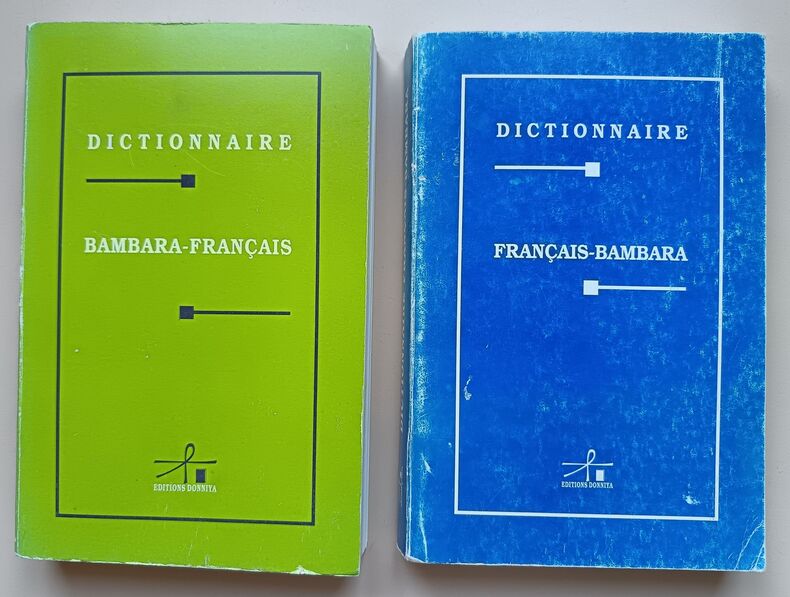 DICTIONNAIRE
BAMBARA-FRANÇAIS
EDITIONS DONNIYA
DICTIONNAIRE
FRANÇAIS-BAMBARA
EDITIONS DONNIYA